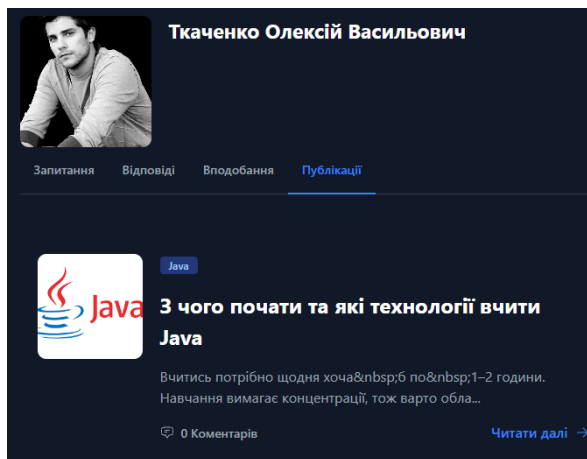 Ткаченко Олексій Васильович
Запитання Відповіді Вподобання Публікації
Java
Java
З чого почати та які технології вчити
Java
Вчитись потрібно щодня хоча&nbsp;б по&nbsp;1–2 години.
Навчання вимагає концентрації, тож варто обла...
0 Коментарів
Читати далі →